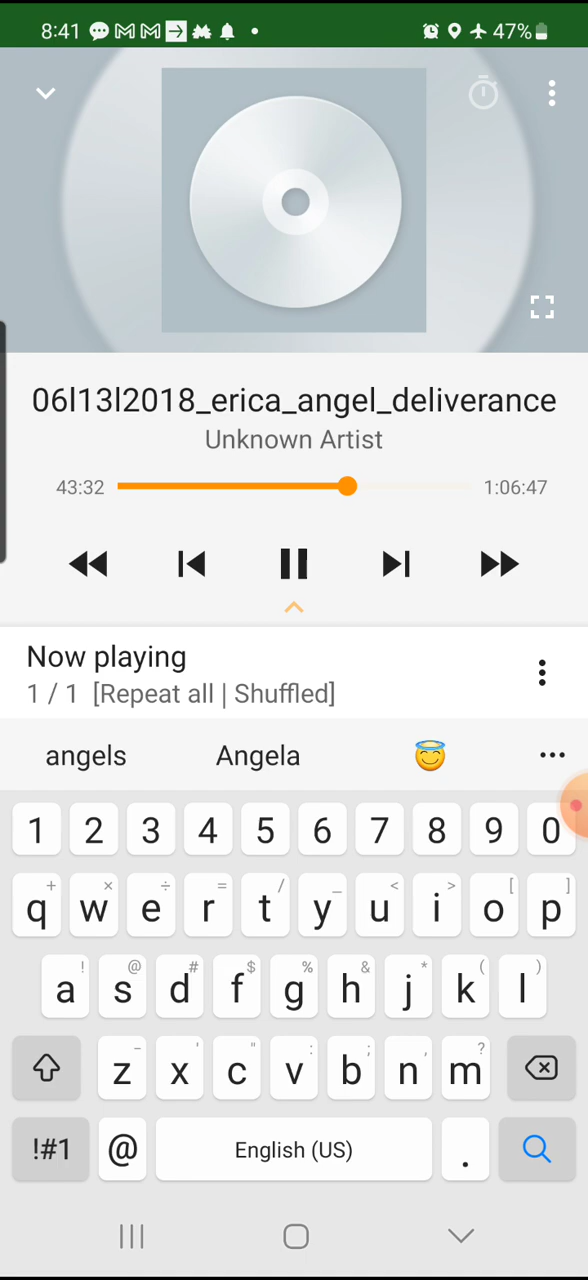 8:41 47%
06l13l2018_erica_angel_deliverance
Unknown Artist
43:32 1:06:47
Now playing
1 / 1 [Repeat all | Shuffled]
angels Angela
1 2 3 4 5 6 7 8 9 0
+ × ÷ = / _ < > [ ]
q w e r t y u i o p
! @ # $ % & * ( )
a s d f g h j k l
- ' " : ; , ?
z x c v b n m
!#1 @ English (US) .